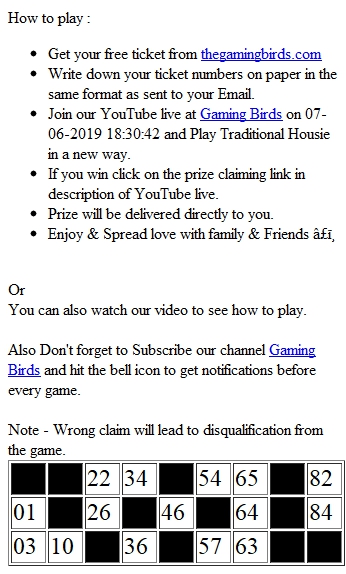 How to play :
• Get your free ticket from thegamingbirds.com
• Write down your ticket numbers on paper in the
same format as sent to your Email.
• Join our YouTube live at Gaming Birds on 07-
06-2019 18:30:42 and Play Traditional Housie
in a new way.
• If you win click on the prize claiming link in
description of YouTube live.
• Prize will be delivered directly to you.
• Enjoy & Spread love with family & Friends â£ï¸
Or
You can also watch our video to see how to play.
Also Don't forget to Subscribe our channel Gaming
Birds and hit the bell icon to get notifications before
every game.
Note - Wrong claim will lead to disqualification from
the game.
22 34 54 65 82
01 26 46 64 84
03 10 36 57 63